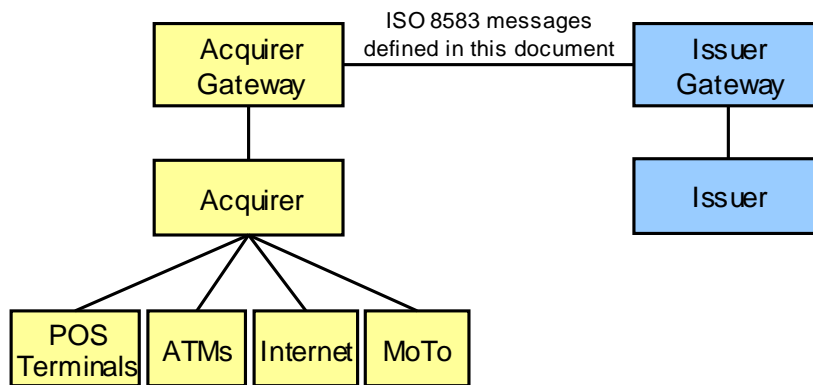 ISO 8583 messages
defined in this document
Acquirer
Gateway
Issuer
Gateway
Acquirer
Issuer
POS
Terminals
ATMs
Internet
MoTo